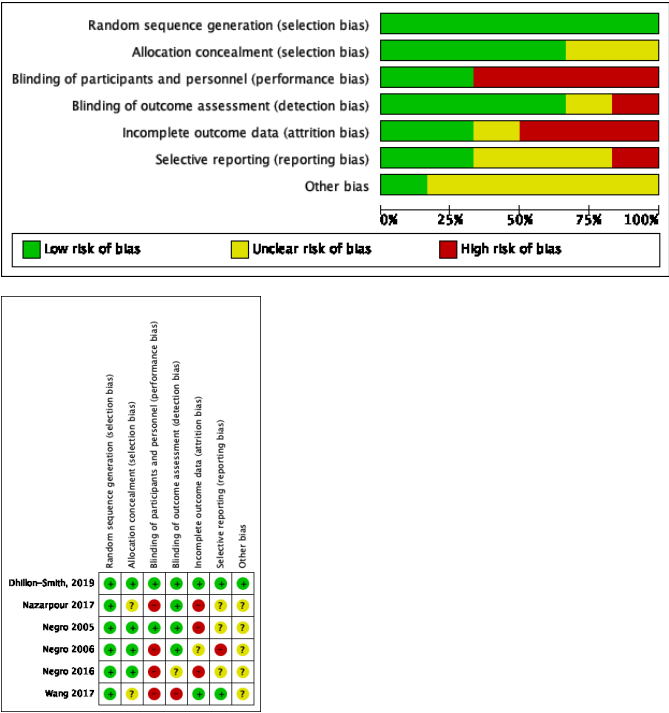 Random sequence generation (selection bias)
Allocation concealment (selection bias)
Blinding of participants and personnel (performance bias)
Blinding of outcome assessment (detection bias)
Incomplete outcome data (attrition bias)
Selective reporting (reporting bias)
Other bias
0% 25% 50% 75% 100%
Low risk of bias Unclear risk of bias High risk of bias
Random sequence generation (selection bias)
Allocation concealment (selection bias)
Blinding of participants and personnel (performance bias)
Blinding of outcome assessment (detection bias)
Incomplete outcome data (attrition bias)
Selective reporting (reporting bias)
Other bias
Dhillon-Smith, 2019 + + + + + + +
Nazarpour 2017 + ? - + - ? ?
Negro 2005 + + + + - ? ?
Negro 2006 + + - + ? - ?
Negro 2016 + + - ? - ? ?
Wang 2017 + ? - - + + ?